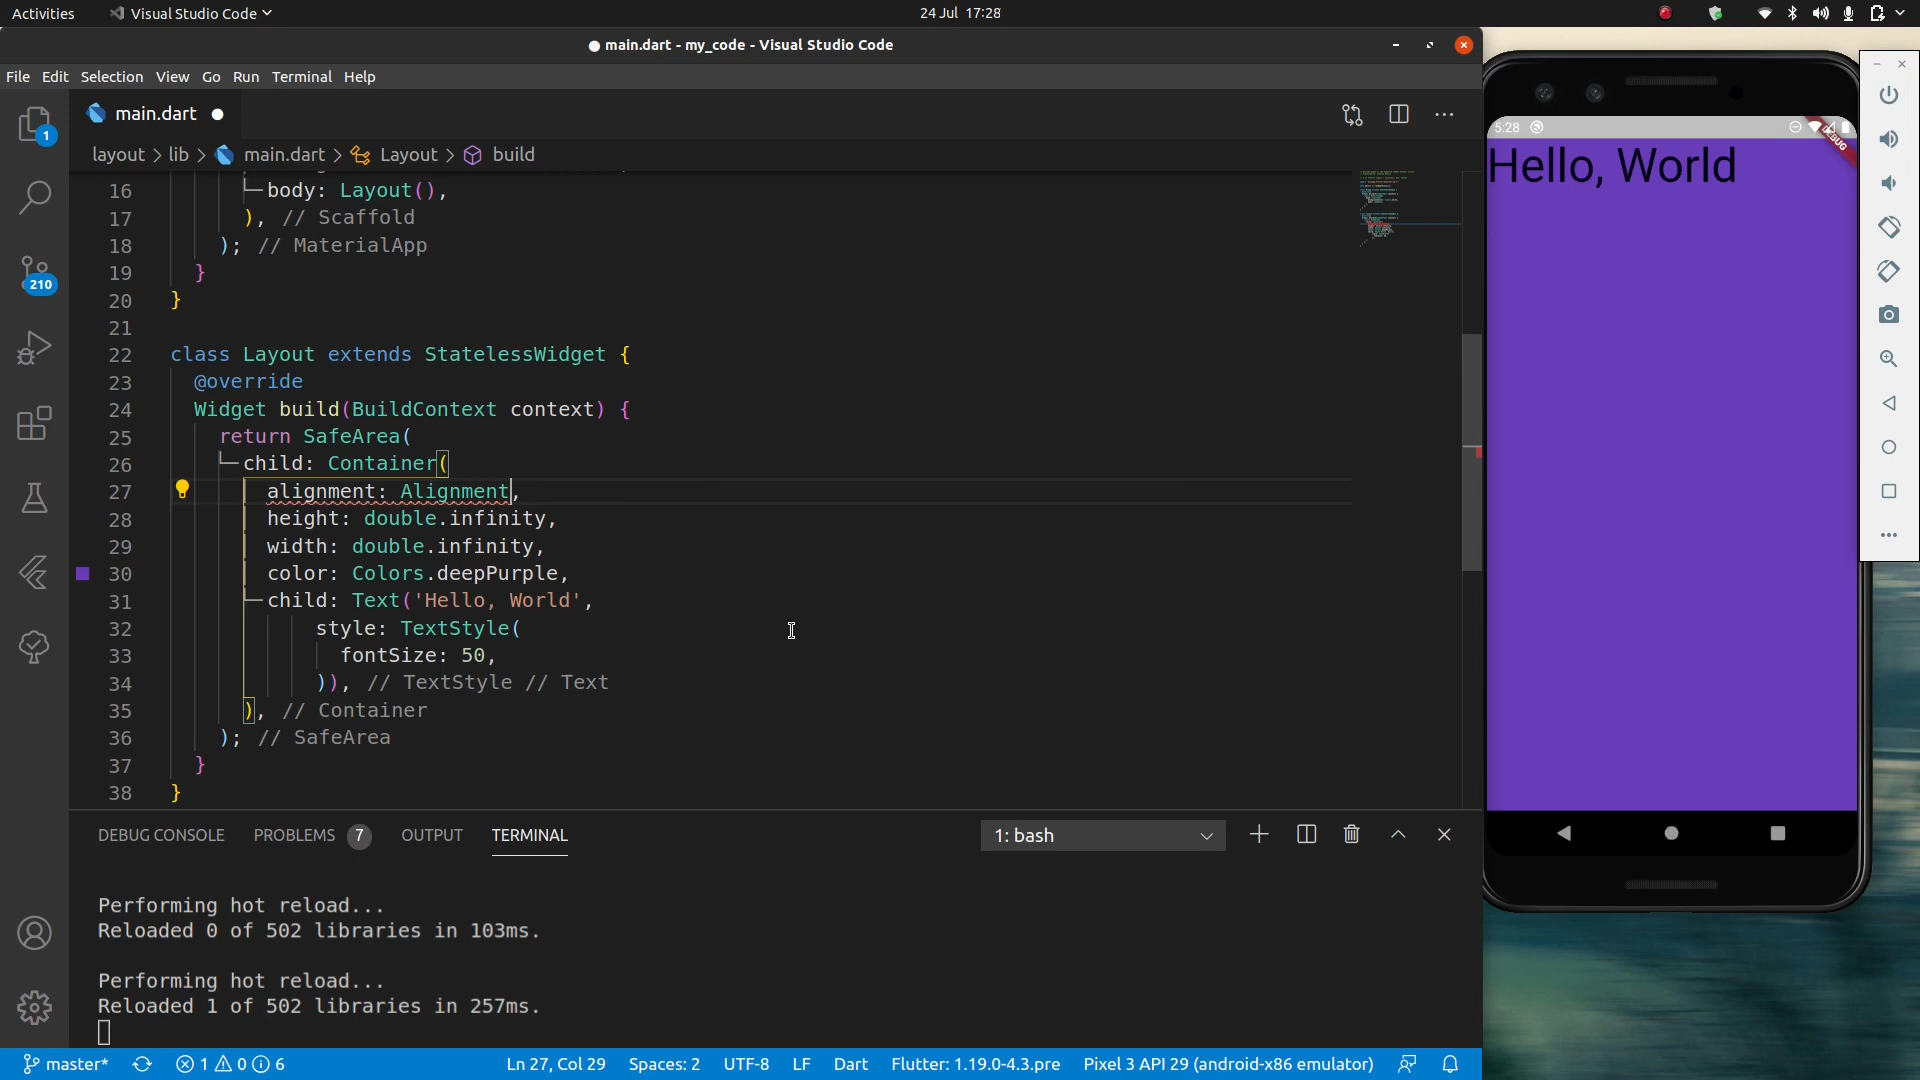 Activities
Visual Studio Code
24 Jul 17:28
● main.dart - my_code - Visual Studio Code
File Edit Selection View Go Run Terminal Help
1
main.dart
layout > lib > main.dart > Layout > build
16 body: Layout(),
17 ), // Scaffold
18 ); // MaterialApp
19 }
20 }
21
22 class Layout extends StatelessWidget {
23 @override
24 Widget build(BuildContext context) {
25 return SafeArea(
26 child: Container(
27 alignment: Alignment,
28 height: double.infinity,
29 width: double.infinity,
30 color: Colors.deepPurple,
31 child: Text('Hello, World',
32 style: TextStyle(
33 fontSize: 50,
34 )), // TextStyle // Text
35 ), // Container
36 ); // SafeArea
37 }
38 }
210
DEBUG CONSOLE PROBLEMS 7 OUTPUT TERMINAL
1: bash
Performing hot reload...
Reloaded 0 of 502 libraries in 103ms.
Performing hot reload...
Reloaded 1 of 502 libraries in 257ms.
master* 1 0 6 Ln 27, Col 29 Spaces: 2 UTF-8 LF Dart Flutter: 1.19.0-4.3.pre Pixel 3 API 29 (android-x86 emulator)
5:28
DEBUG
Hello, World